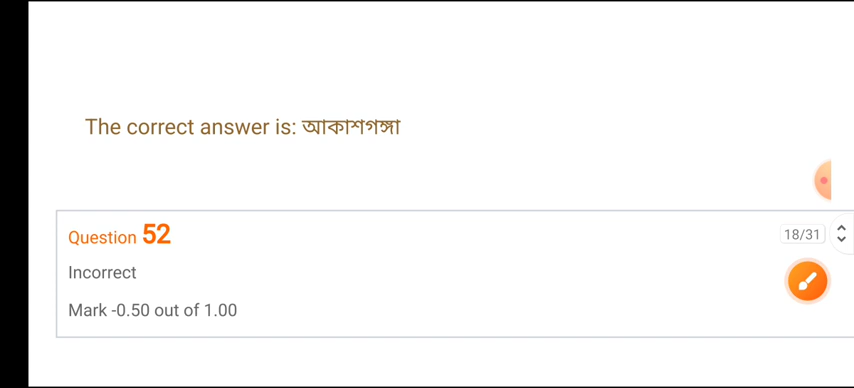 The correct answer is: আকাশগঙ্গা
Question 52
18/31
Incorrect
Mark -0.50 out of 1.00